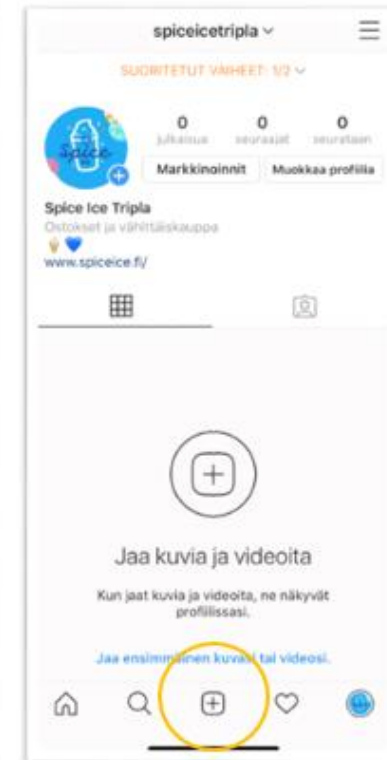 spiceicetripla
SUORITETUT VAIHEET: 1/2
0 0 0
julkaisua seuraajat seurataan
Spice
Markkinoinnit Muokkaa profiilia
Spice Ice Tripla
Ostokset ja vähittäiskauppa
www.spiceice.fi/
Jaa kuvia ja videoita
Kun jaat kuvia ja videoita, ne näkyvät
profiilissasi.
Jaa ensimmäinen kuvasi tai videosi.